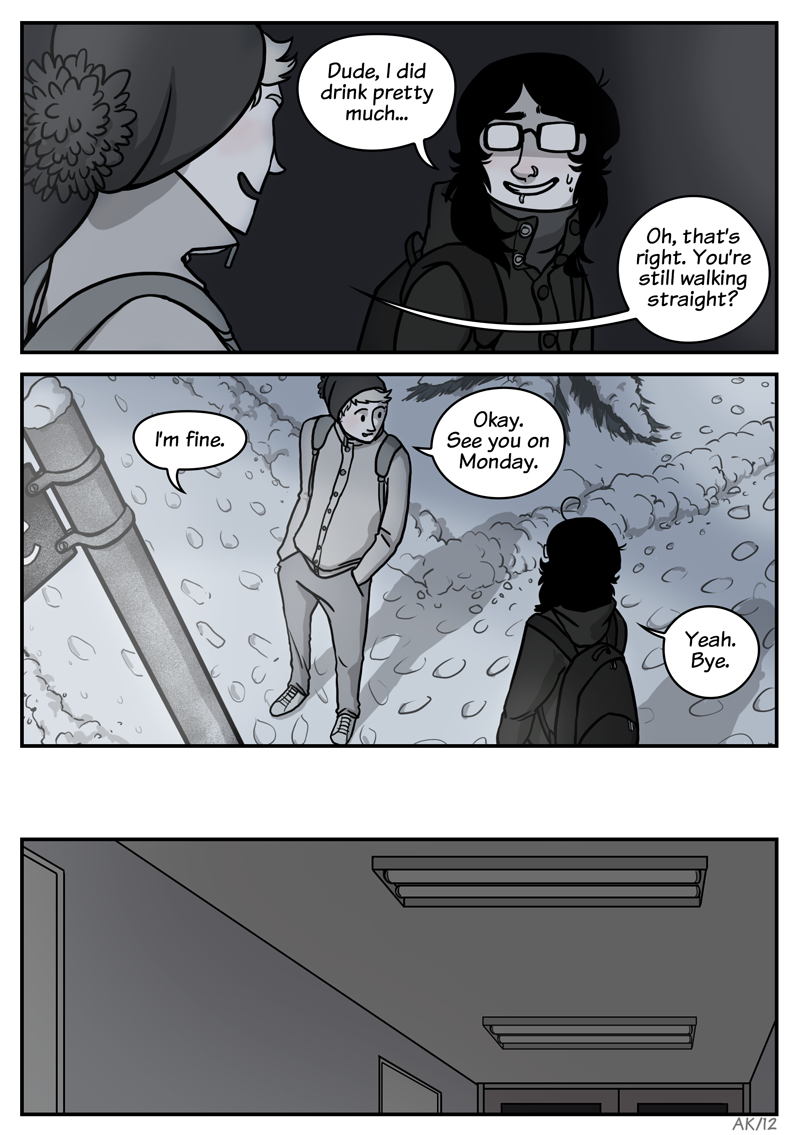 Dude, I did
drink pretty
much...
Oh, that's
right. You're
still walking
straight?
I'm fine.
Okay.
See you on
Monday.
Yeah.
Bye.
AK/12